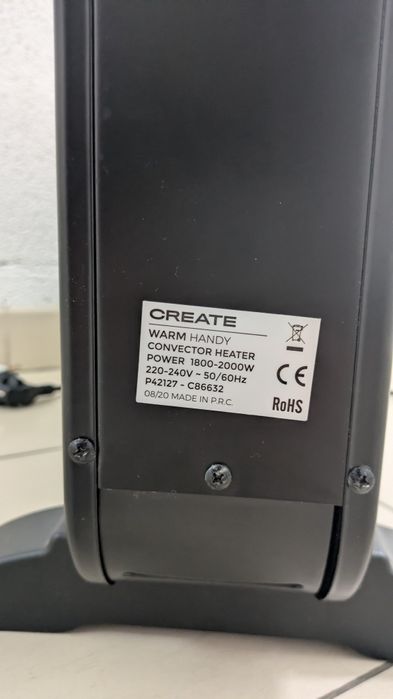 CREATE
WARM HANDY
CONVECTOR HEATER
POWER 1800-2000W
220-240V ~ 50/60Hz
P42127 - C86632
08/20 MADE IN P.R.C.
CE
RoHS